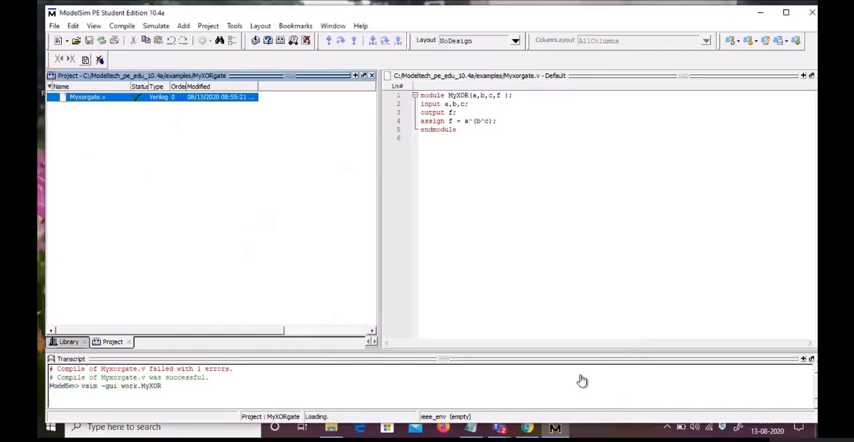 ModelSim PE Student Edition 10.4a
File Edit View Compile Simulate Add Project Tools Layout Bookmarks Window Help
Layout NoDesign
ColumnLayout AllColumns
Project - C:/Modeltech_pe_edu_10.4a/examples/MyXORgate
Name Status Type Order Modified
Myxorgate.v Verilog 0 08/13/2020 08:55:21 ...
C:/Modeltech_pe_edu_10.4a/examples/Myxorgate.v - Default
Ln#
1 module MyXOR(a,b,c,f );
2 input a,b,c;
3 output f;
4 assign f = a^(b^c);
5 endmodule
6
Library Project
Transcript
# Compile of Myxorgate.v failed with 1 errors.
# Compile of Myxorgate.v was successful.
ModelSim> vsim -gui work.MyXOR
Project : MyXORgate Loading. ieee_env (empty)
Type here to search
13-08-2020